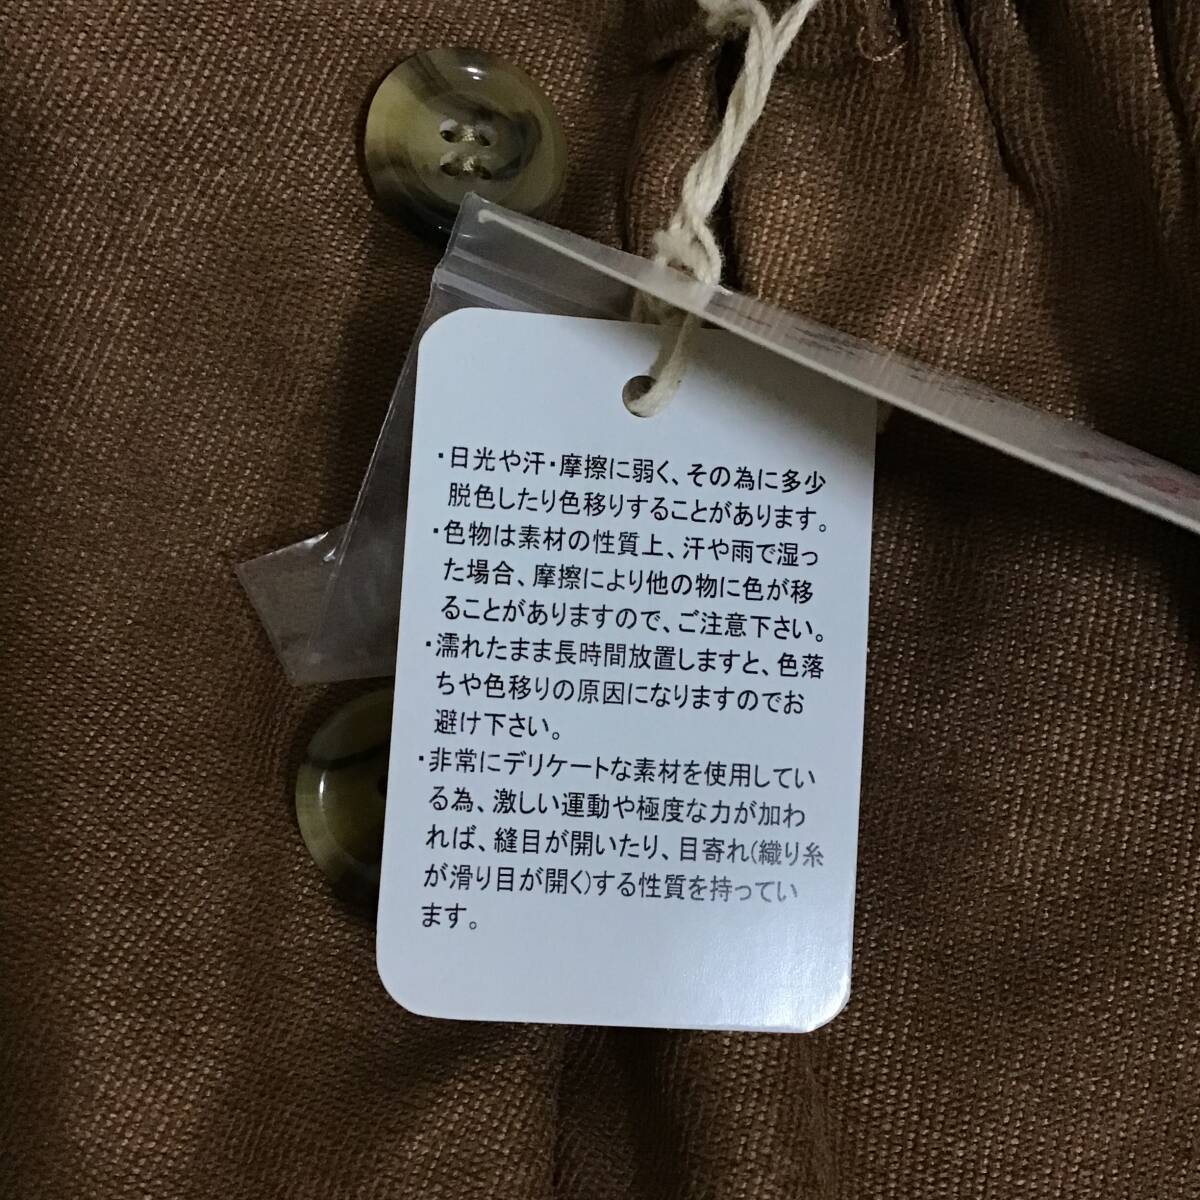 ・日光や汗・摩擦に弱く、その為に多少
脱色したり色移りすることがあります。
・色物は素材の性質上、汗や雨で湿っ
た場合、摩擦により他の物に色が移
ることがありますので、ご注意下さい。
・濡れたまま長時間放置しますと、色落
ちや色移りの原因になりますのでお
避け下さい。
・非常にデリケートな素材を使用してい
る為、激しい運動や極度な力が加わ
れば、縫目が開いたり、目寄れ(織り糸
が滑り目が開く)する性質を持ってい
ます。